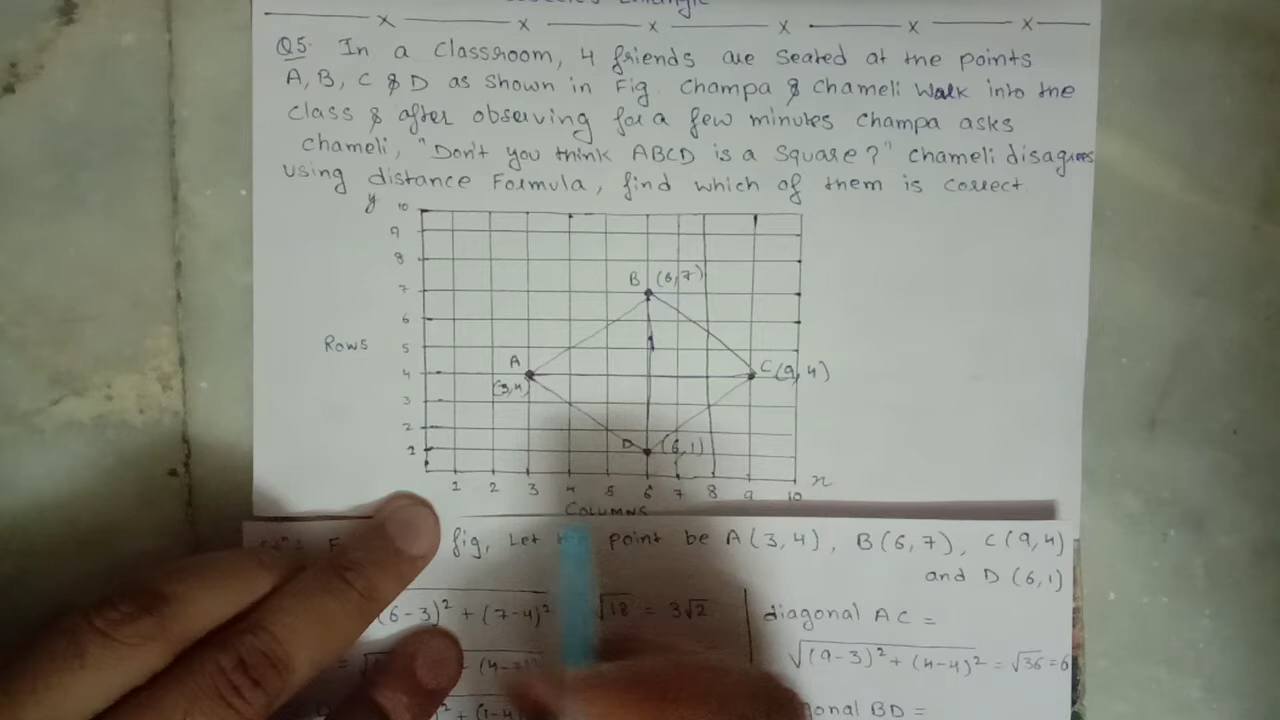 Q5. In a classroom, 4 friends are seated at the points
A, B, C & D as shown in Fig. Champa & Chameli walk into the
class & after observing for a few minutes Champa asks
Chameli, "Don't you think ABCD is a square?" Chameli disagrees
using distance Formula, find which of them is correct.
y
10
9
8
7
6
5
4
3
2
1
Rows
B (6,7)
A
(3,4)
C (9,4)
D (6,1)
1 2 3 4 5 6 7 8 9 10
x
COLUMNS
fig, Let point be A(3,4), B(6,7), C(9,4)
and D (6,1)
(6-3)² + (7-4)² √18 = 3√2
diagonal AC =
√(9-3)² + (4-4)² = √36 = 6
BD =